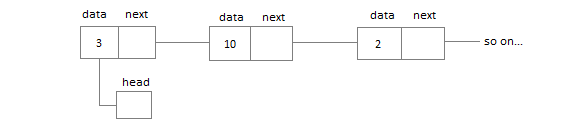 data next data next data next
3 10 2 so on...
head